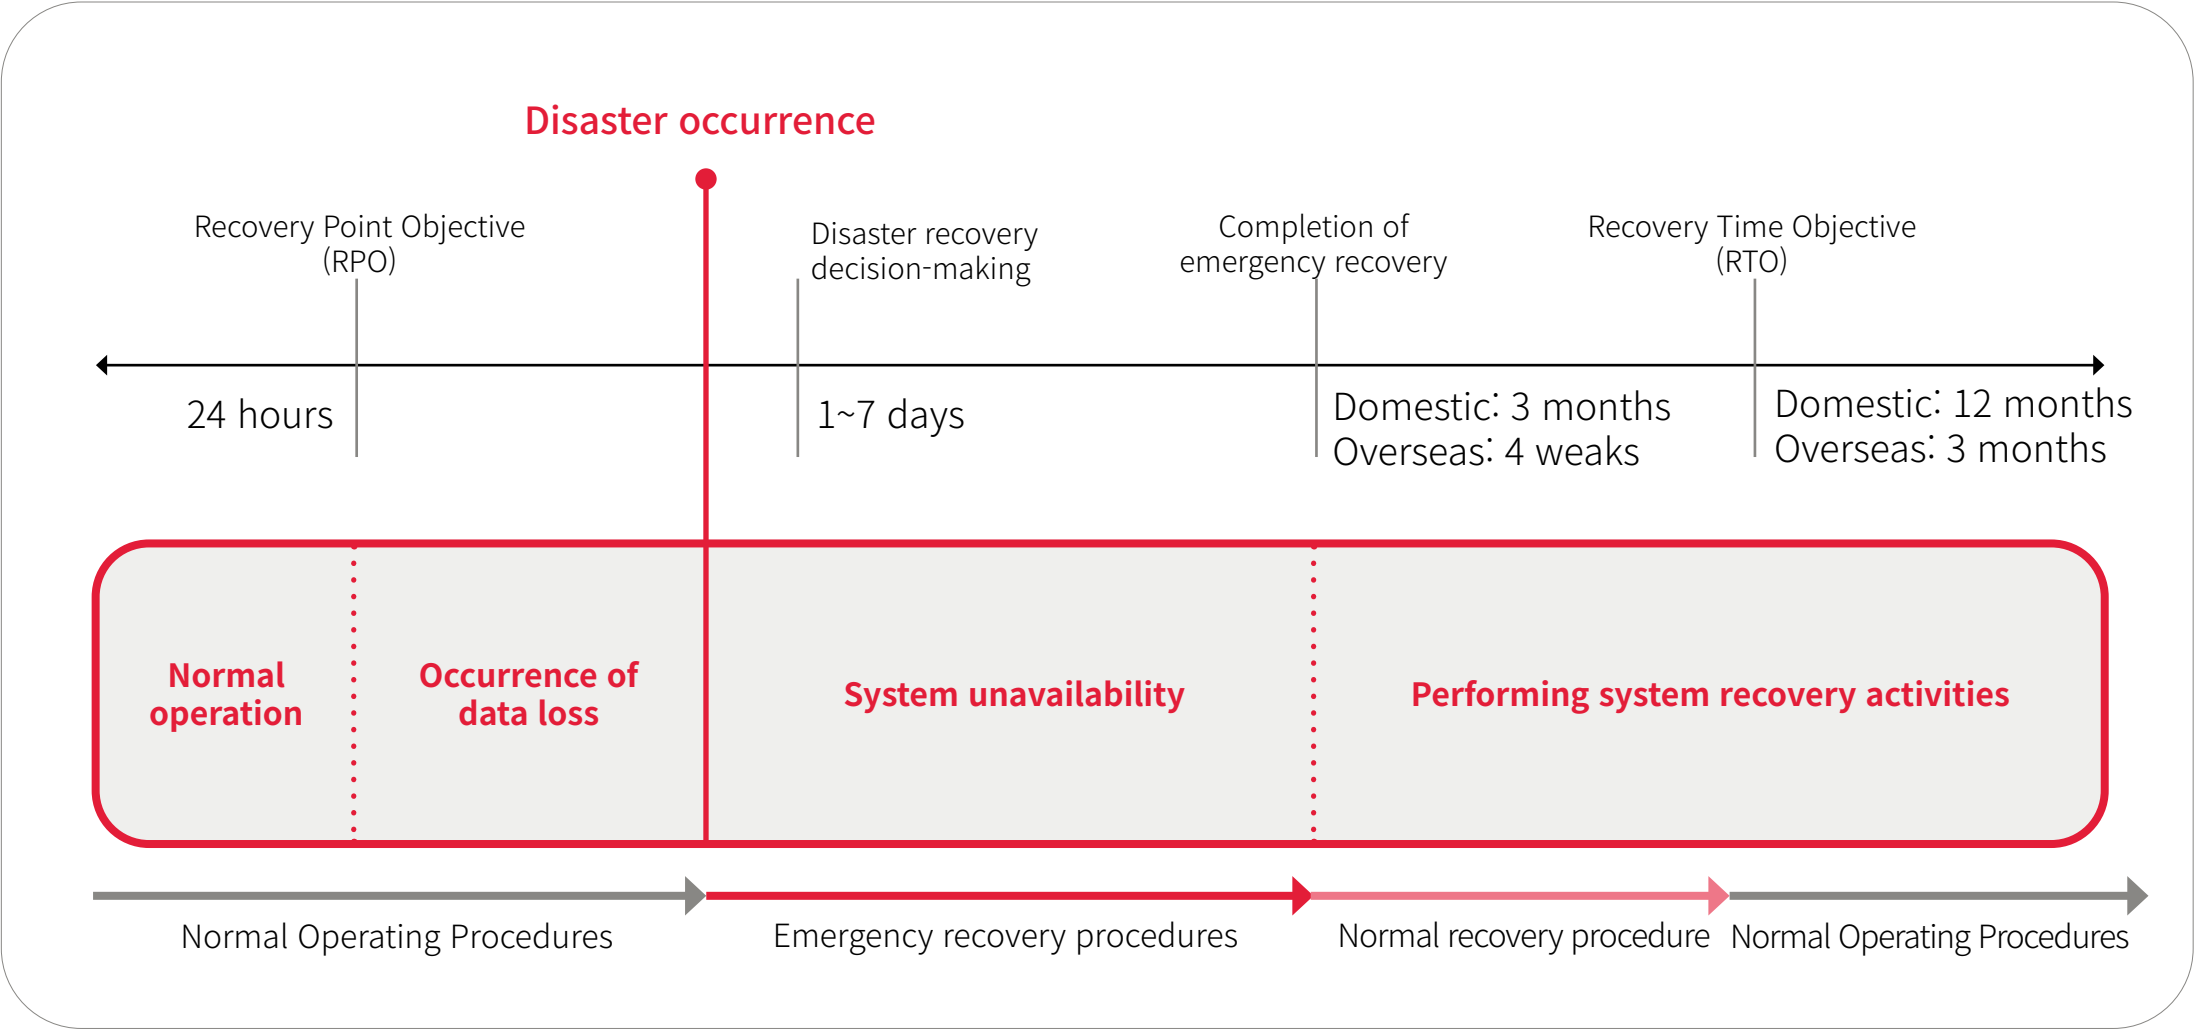 Disaster occurrence
Recovery Point Objective
(RPO)
Disaster recovery
decision-making
Completion of
emergency recovery
Recovery Time Objective
(RTO)
24 hours
1~7 days
Domestic: 3 months
Overseas: 4 weaks
Domestic: 12 months
Overseas: 3 months
Normal
operation
Occurrence of
data loss
System unavailability
Performing system recovery activities
Normal Operating Procedures
Emergency recovery procedures
Normal recovery procedure
Normal Operating Procedures